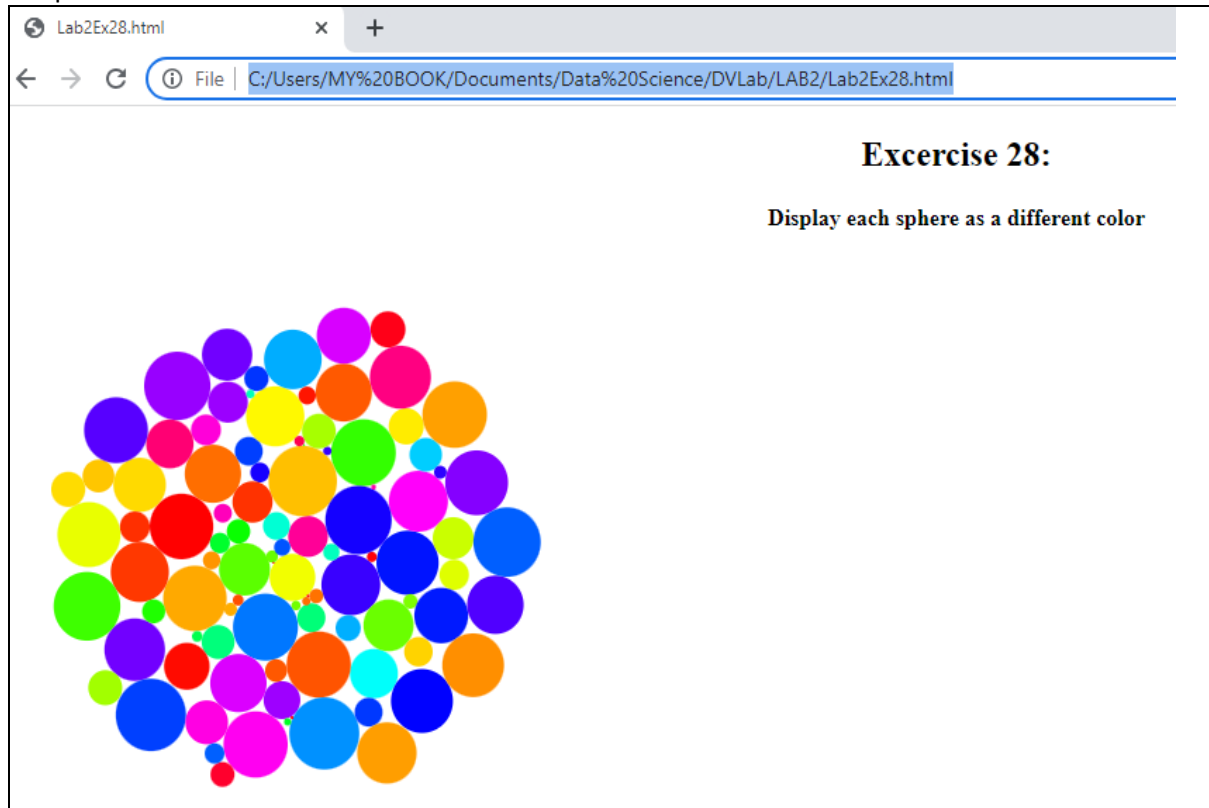 Lab2Ex28.html
File C:/Users/MY%20BOOK/Documents/Data%20Science/DVLab/LAB2/Lab2Ex28.html
Excercise 28:
Display each sphere as a different color